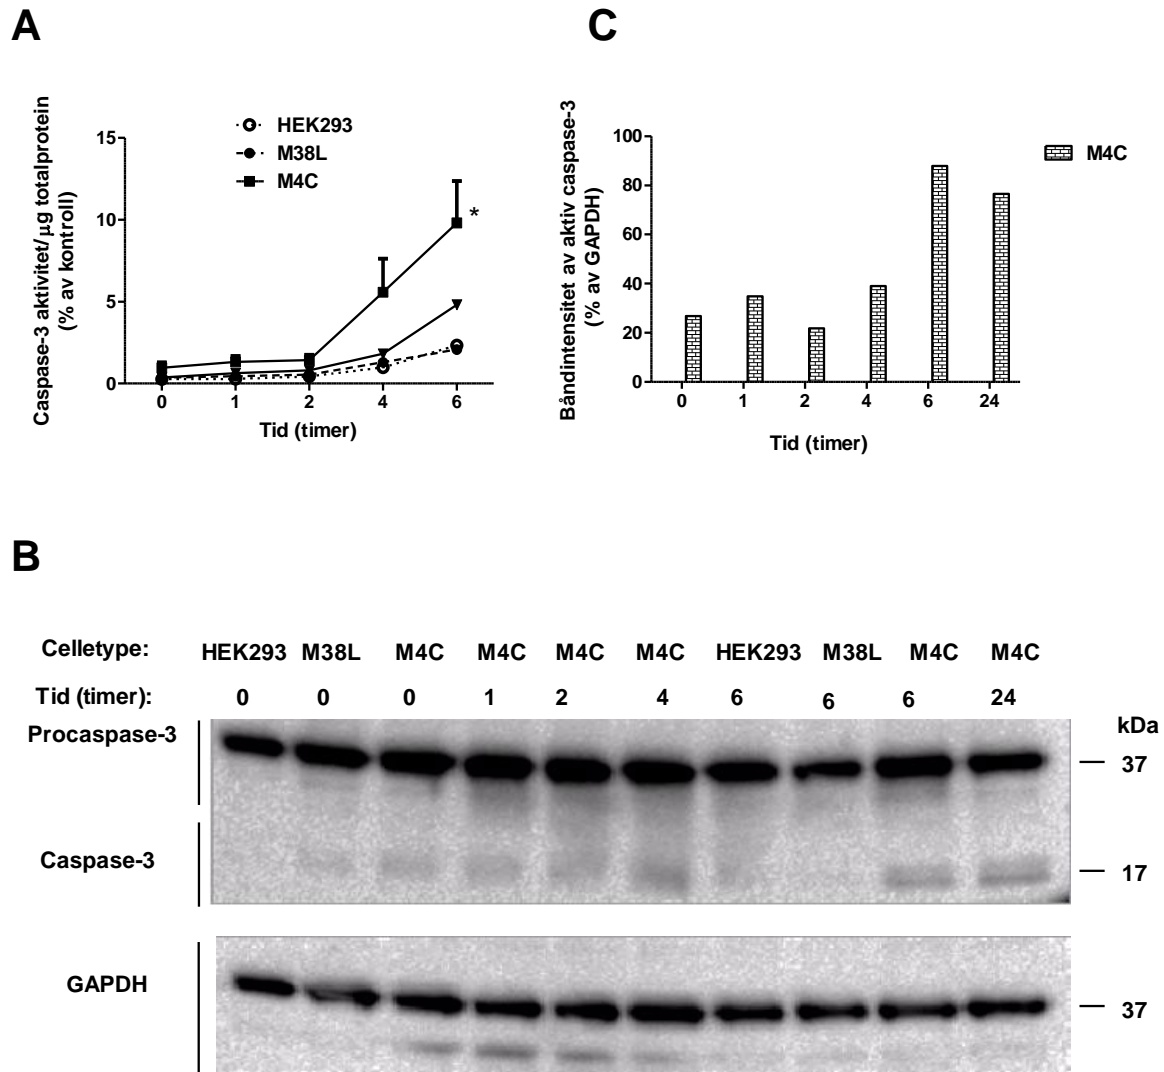 A
C
HEK293
M38L
M4C
Caspase-3 aktivitet/µg totalprotein
(% av kontroll)
15
10
5
0
*
0 1 2 4 6
Tid (timer)
Båndintensitet av aktiv caspase-3
(% av GAPDH)
100
80
60
40
20
0
M4C
0 1 2 4 6 24
Tid (timer)
B
Celletype: HEK293 M38L M4C M4C M4C M4C HEK293 M38L M4C M4C
Tid (timer): 0 0 0 1 2 4 6 6 6 24
Procaspase-3
kDa
37
Caspase-3
17
GAPDH
37